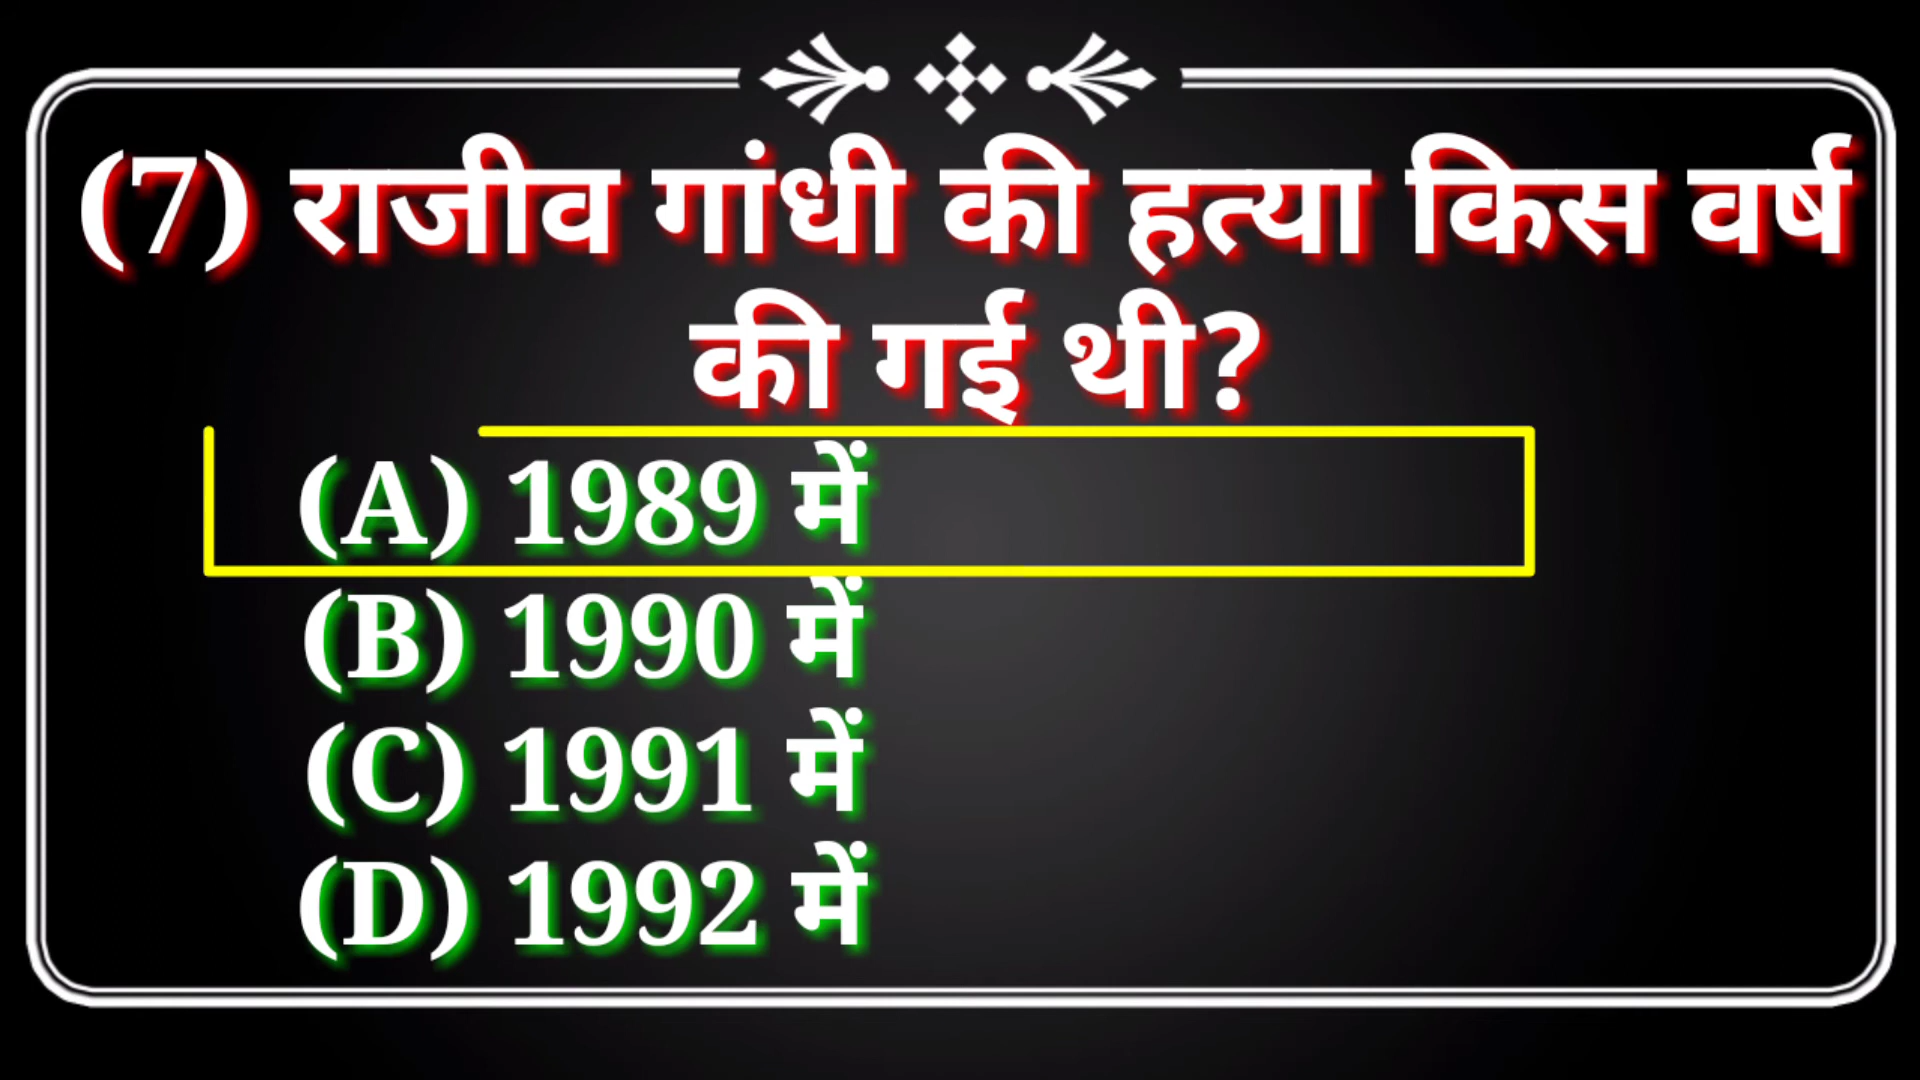 (7) राजीव गांधी की हत्या किस वर्ष
की गई थी?
(A) 1989 में
(B) 1990 में
(C) 1991 में
(D) 1992 में